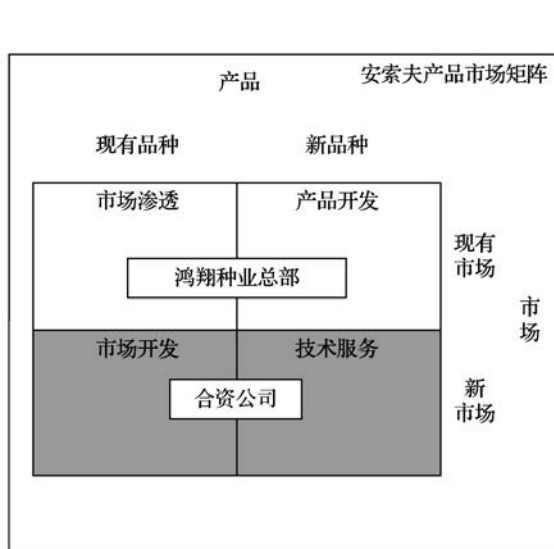 安索夫产品市场矩阵
产品
现有品种
新品种
市场渗透
产品开发
现有
市场
鸿翔种业总部
市
场
市场开发
技术服务
合资公司
新
市场